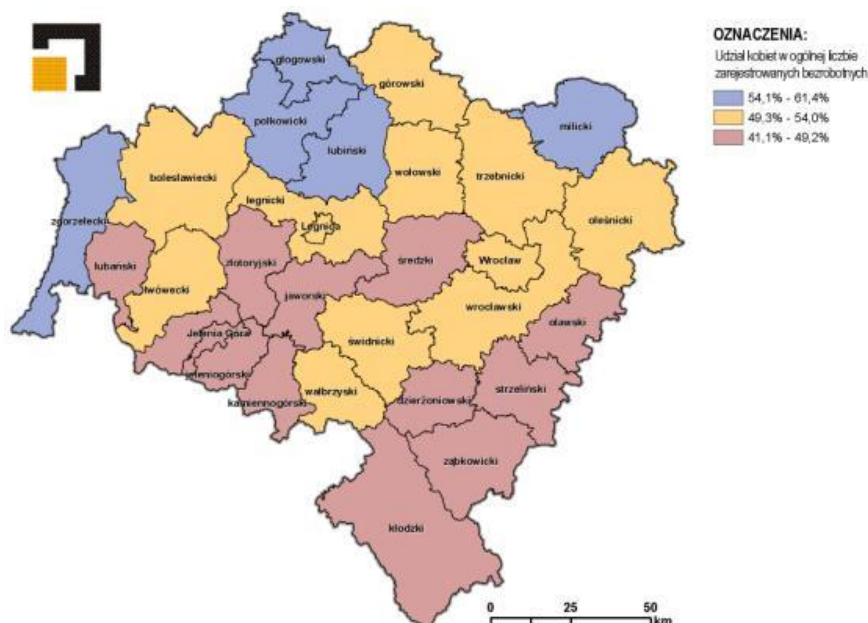 OZNACZENIA:
Udział kobiet w ogólnej liczbie
zarejestrowanych bezrobotnych
54,1% - 61,4%
49,3% - 54,0%
41,1% - 49,2%
głogowski
górowski
polkowicki
milicki
lubiński
bolesławiecki
wołowski
trzebnicki
legnicki
zgorzelecki
Legnica
oleśnicki
lubański
złotoryjski
średzki
Wrocław
lwówecki
jaworski
wrocławski
oławski
Jelenia Góra
świdnicki
jeleniogórski
wałbrzyski
strzeliński
kamiennogórski
dzierżoniowski
ząbkowicki
kłodzki
0 25 50
km